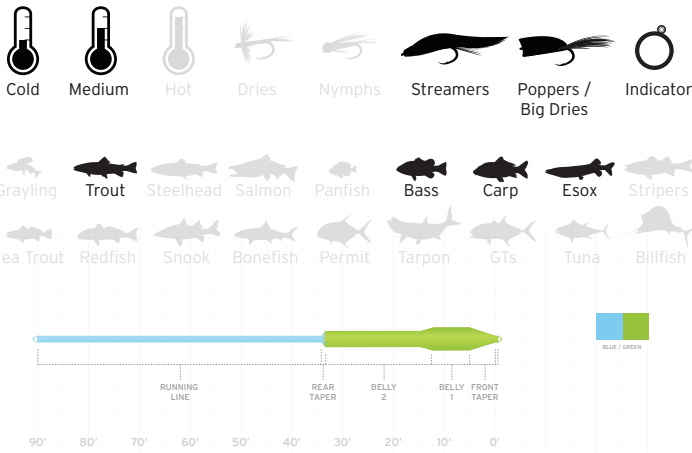 Cold Medium Hot Dries Nymphs Streamers Poppers / Indicator
Big Dries
Grayling Trout Steelhead Salmon Panfish Bass Carp Esox Stripers
ea Trout Redfish Snook Bonefish Permit Tarpon GTs Tuna Billfish
BLUE / GREEN
RUNNING REAR BELLY BELLY FRONT
LINE TAPER 2 1 TAPER
90' 80' 70' 60' 50' 40' 30' 20' 10' 0'